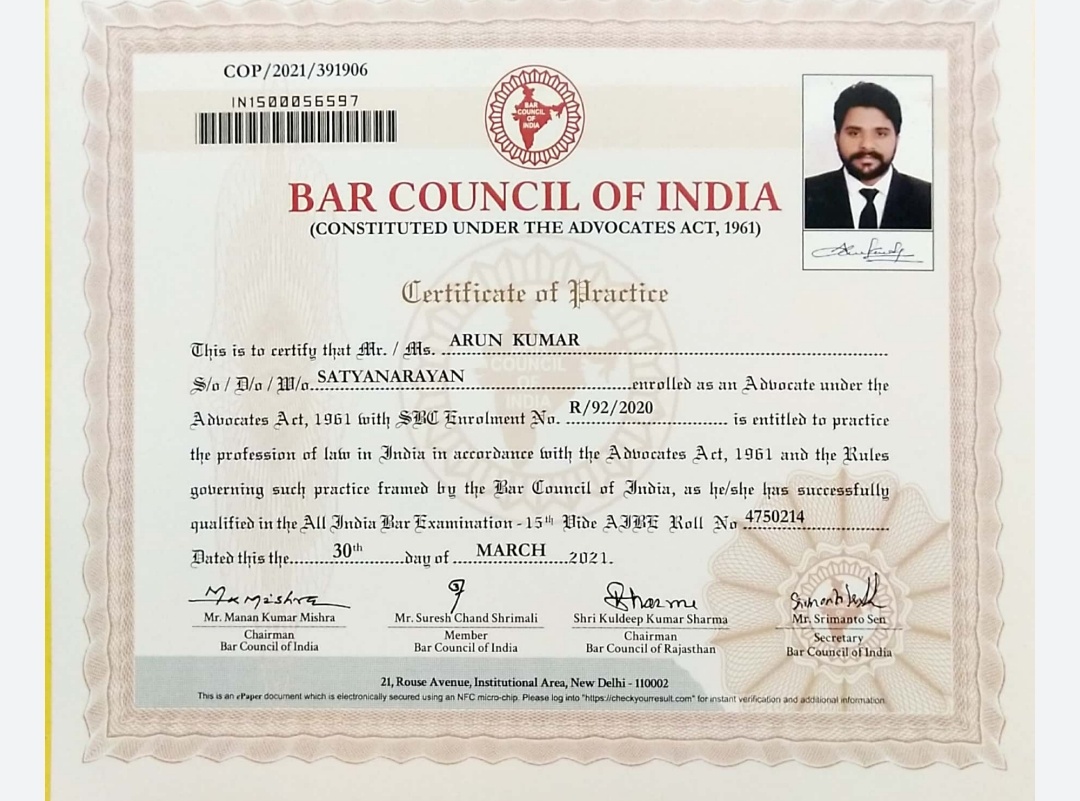 COP/2021/391906
IN1500056597
BAR
COUNCIL
OF
INDIA
BAR COUNCIL OF INDIA
(CONSTITUTED UNDER THE ADVOCATES ACT, 1961)
Certificate of Practice
This is to certify that Mr. / Ms. ARUN KUMAR
S/o / D/o / W/o. SATYANARAYAN enrolled as an Advocate under the
Advocates Act, 1961 with SBC Enrolment No. R/92/2020 is entitled to practice
the profession of law in India in accordance with the Advocates Act, 1961 and the Rules
governing such practice framed by the Bar Council of India, as he/she has successfully
qualified in the All India Bar Examination - 15th Vide AIBE Roll No 4750214
Dated this the 30th day of MARCH 2021.
COUNCIL
OF
INDIA
Mr. Manan Kumar Mishra
Chairman
Bar Council of India
Mr. Suresh Chand Shrimali
Member
Bar Council of India
Shri Kuldeep Kumar Sharma
Chairman
Bar Council of Rajasthan
Mr. Srimanto Sen
Secretary
Bar Council of India
21, Rouse Avenue, Institutional Area, New Delhi - 110002
This is an ePaper document which is electronically secured using an NFC micro-chip. Please log into "https://checkyourresult.com" for instant verification and additional information.